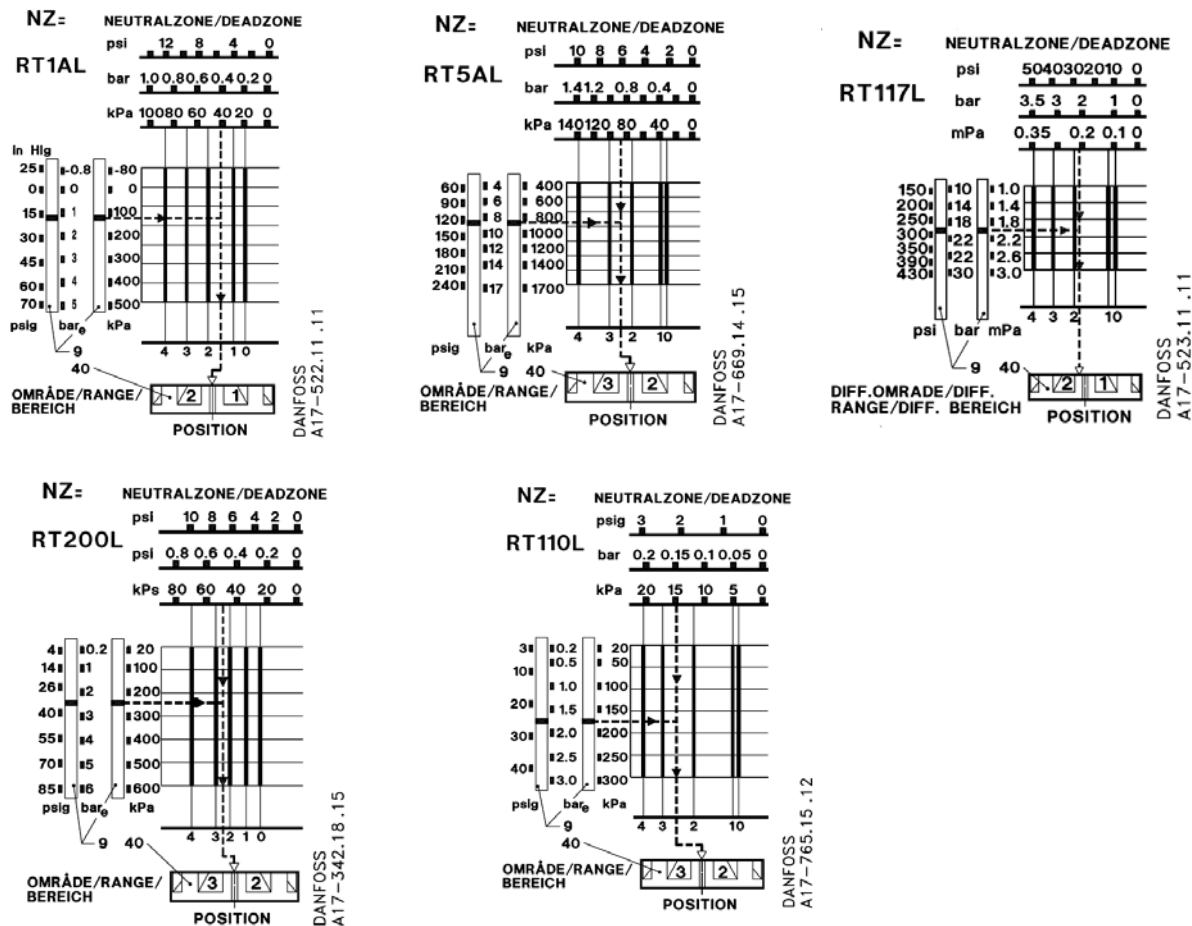 NZ= NEUTRALZONE/DEADZONE
psi 12 8 4 0
RT1AL
bar 1.0 0.8 0.6 0.4 0.2 0
kPa 100 80 60 40 20 0
In Hlg
25 -0.8 -80
0 0 0
15 1 100
30 2 200
45 3 300
60 4 400
70 5 500
psig bare kPa
4 3 2 1 0
9
40
OMRÅDE/RANGE/
BEREICH
2 1
POSITION
DANFOSS
A17-522.11.11
NZ= NEUTRALZONE/DEADZONE
psi 10 8 6 4 2 0
RT5AL
bar 1.4 1.2 0.8 0.4 0
kPa 140 120 80 40 0
60 4 400
90 6 600
120 8 800
150 10 1000
180 12 1200
210 14 1400
240 17 1700
psig bare kPa
4 3 2 1 0
9
40
OMRÅDE/RANGE/
BEREICH
3 2
POSITION
DANFOSS
A17-669.14.15
NZ= NEUTRALZONE/DEADZONE
psi 50 40 30 20 10 0
RT117L
bar 3.5 3 2 1 0
mPa 0.35 0.2 0.1 0
150 10 1.0
200 14 1.4
250 18 1.8
300 22 2.2
350 22 2.6
390
430 30 3.0
psi bar mPa
4 3 2 1 0
9
40
DIFF.OMRADE/DIFF.
RANGE/DIFF. BEREICH
2 1
POSITION
DANFOSS
A17-523.11.11
NZ= NEUTRALZONE/DEADZONE
psi 10 8 6 4 2 0
RT200L
psi 0.8 0.6 0.4 0.2 0
kPs 80 60 40 20 0
4 0.2 20
14 1 100
26 2 200
40 3 300
55 4 400
70 5 500
85 6 600
psig bare kPa
4 3 2 1 0
9 40
OMRÅDE/RANGE/
BEREICH
3 2
POSITION
DANFOSS
A17-342.18.15
NZ= NEUTRALZONE/DEADZONE
psig 3 2 1 0
RT110L
bar 0.2 0.15 0.1 0.05 0
kPa 20 15 10 5 0
3 0.2 20
10 0.5 50
1.0 100
20 1.5 150
30 2.0 200
2.5 250
40 3.0 300
psig bare kPa
4 3 2 1 0
9
40
OMRÅDE/RANGE/
BEREICH
3 2
POSITION
DANFOSS
A17-765.15.12